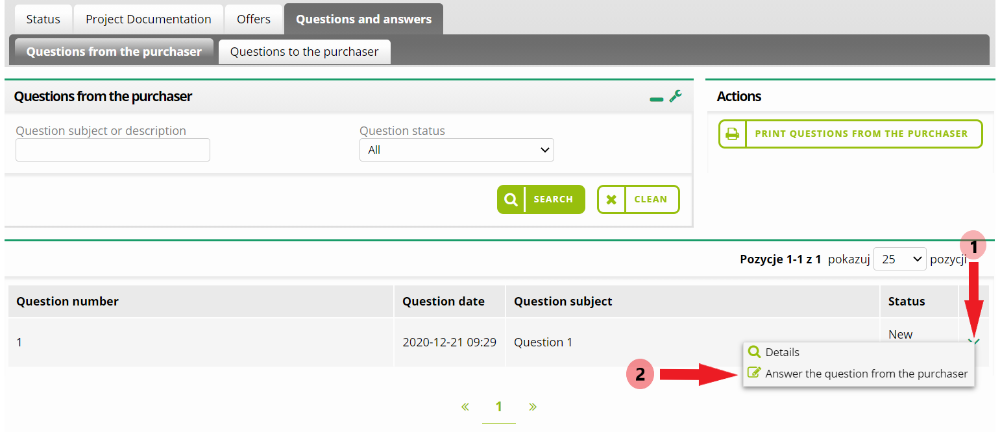 Status Project Documentation Offers Questions and answers
Questions from the purchaser Questions to the purchaser
Questions from the purchaser
Actions
Question subject or description Question status
All
PRINT QUESTIONS FROM THE PURCHASER
SEARCH CLEAN
1
Pozycje 1-1 z 1 pokazuj 25 pozycji
Question number Question date Question subject Status
1 2020-12-21 09:29 Question 1 New
Details
2 Answer the question from the purchaser
« 1 »